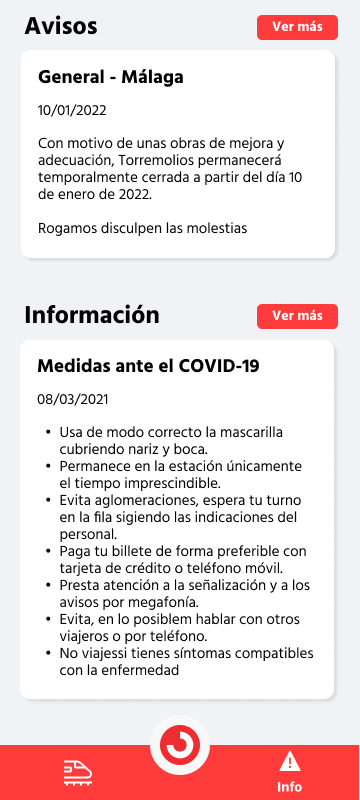 Avisos
Ver más
General - Málaga
10/01/2022
Con motivo de unas obras de mejora y
adecuación, Torremolios permanecerá
temporalmente cerrada a partir del día 10
de enero de 2022.
Rogamos disculpen las molestias
Información
Ver más
Medidas ante el COVID-19
08/03/2021
• Usa de modo correcto la mascarilla
cubriendo nariz y boca.
• Permanece en la estación únicamente
el tiempo imprescindible.
• Evita aglomeraciones, espera tu turno
en la fila sigiendo las indicaciones del
personal.
• Paga tu billete de forma preferible con
tarjeta de crédito o teléfono móvil.
• Presta atención a la señalización y a los
avisos por megafonía.
• Evita, en lo posiblem hablar con otros
viajeros o por teléfono.
• No viajessi tienes síntomas compatibles
con la enfermedad
Info